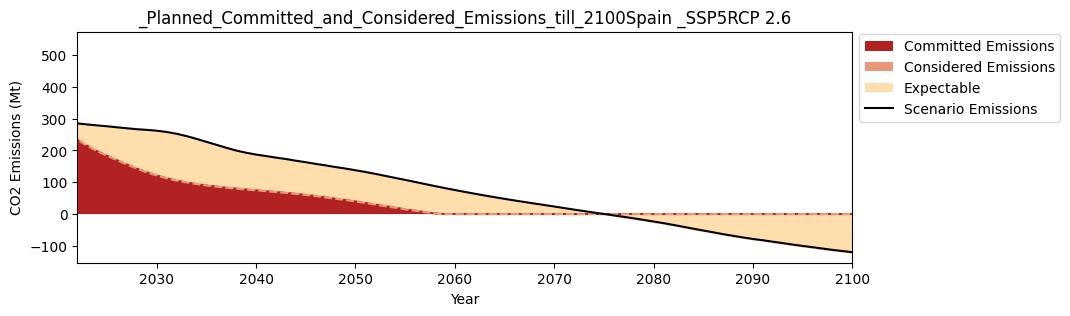 _Planned_Committed_and_Considered_Emissions_till_2100Spain _SSP5RCP 2.6
CO2 Emissions (Mt)
500
400
300
200
100
0
−100
2030
2040
2050
2060
2070
2080
2090
2100
Year
Committed Emissions
Considered Emissions
Expectable
Scenario Emissions